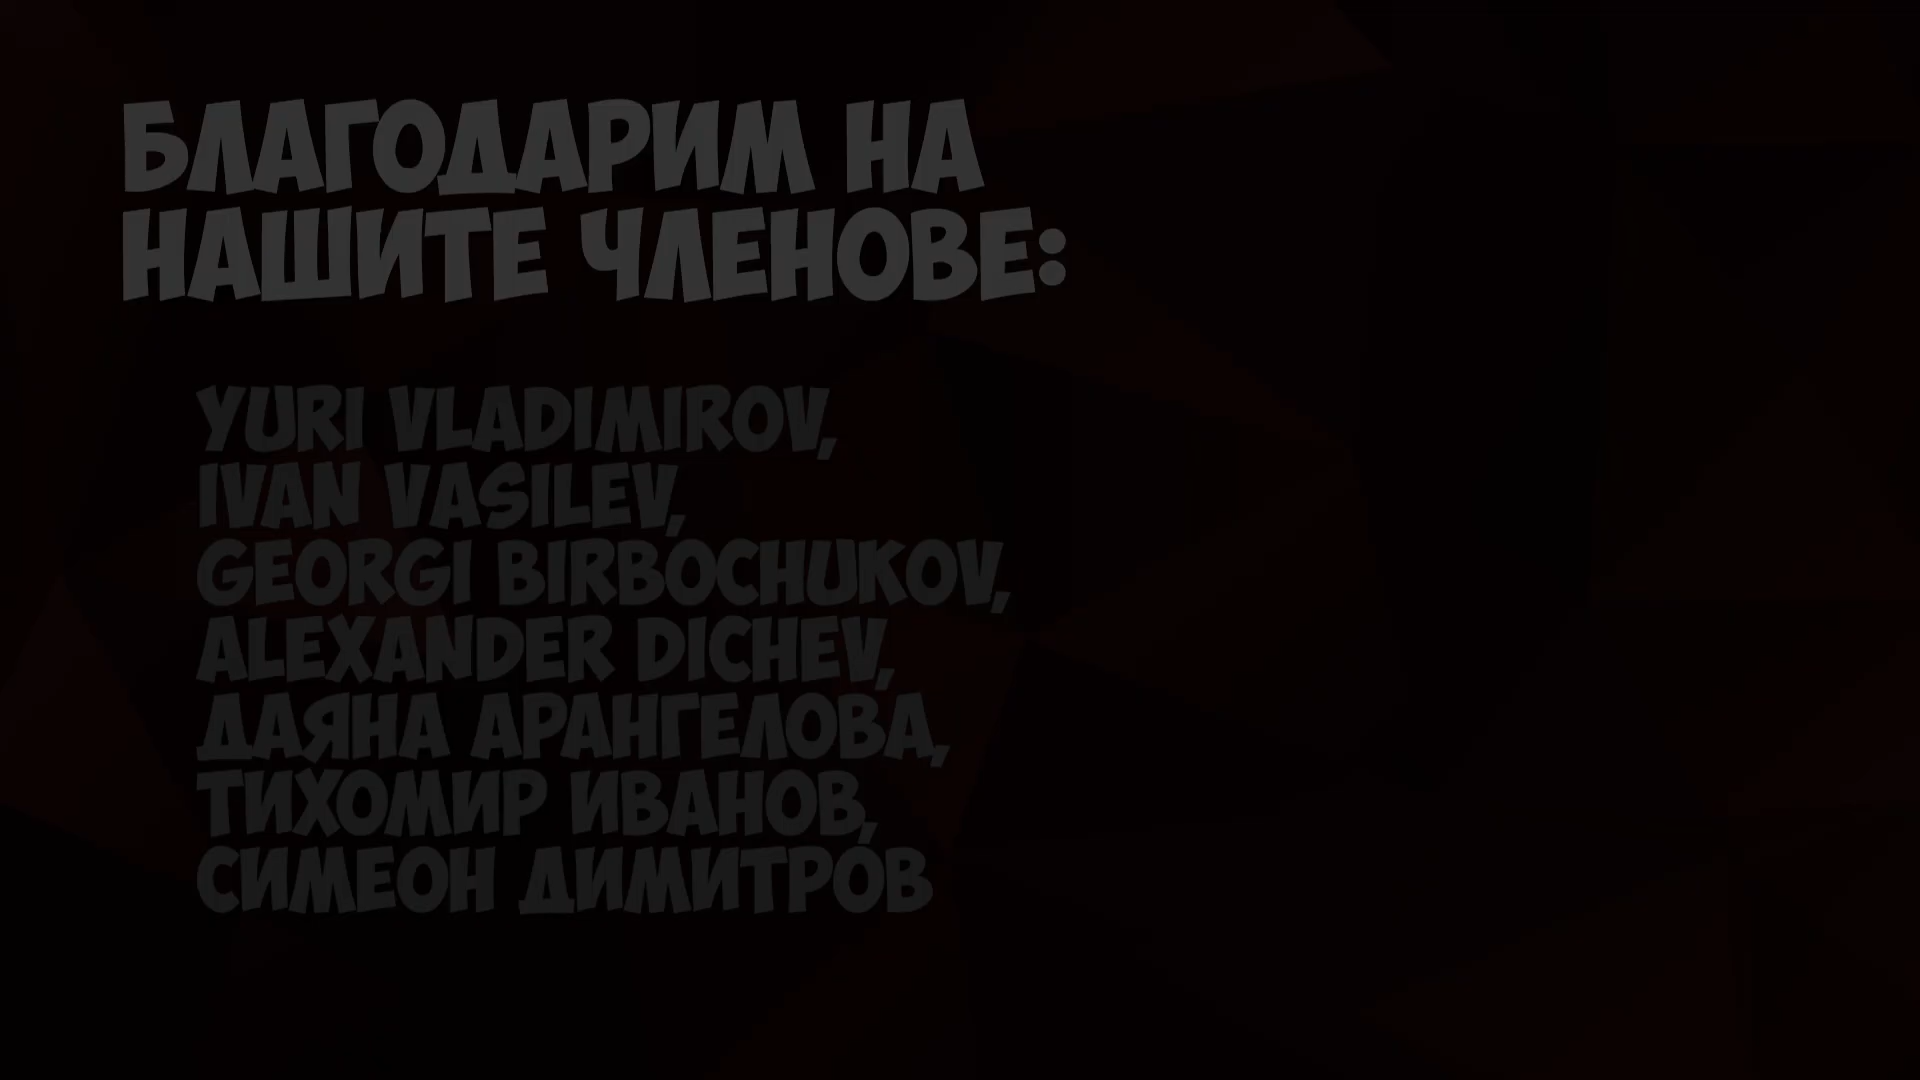 БЛАГОДАРИМ НА
НАШИТЕ ЧЛЕНОВЕ:
YURI VLADIMIROV,
IVAN VASILEV,
GEORGI BIRBOCHUKOV,
ALEXANDER DICHEV,
ДАЯНА АРАНГЕЛОВА,
ТИХОМИР ИВАНОВ,
СИМЕОН ДИМИТРОВ